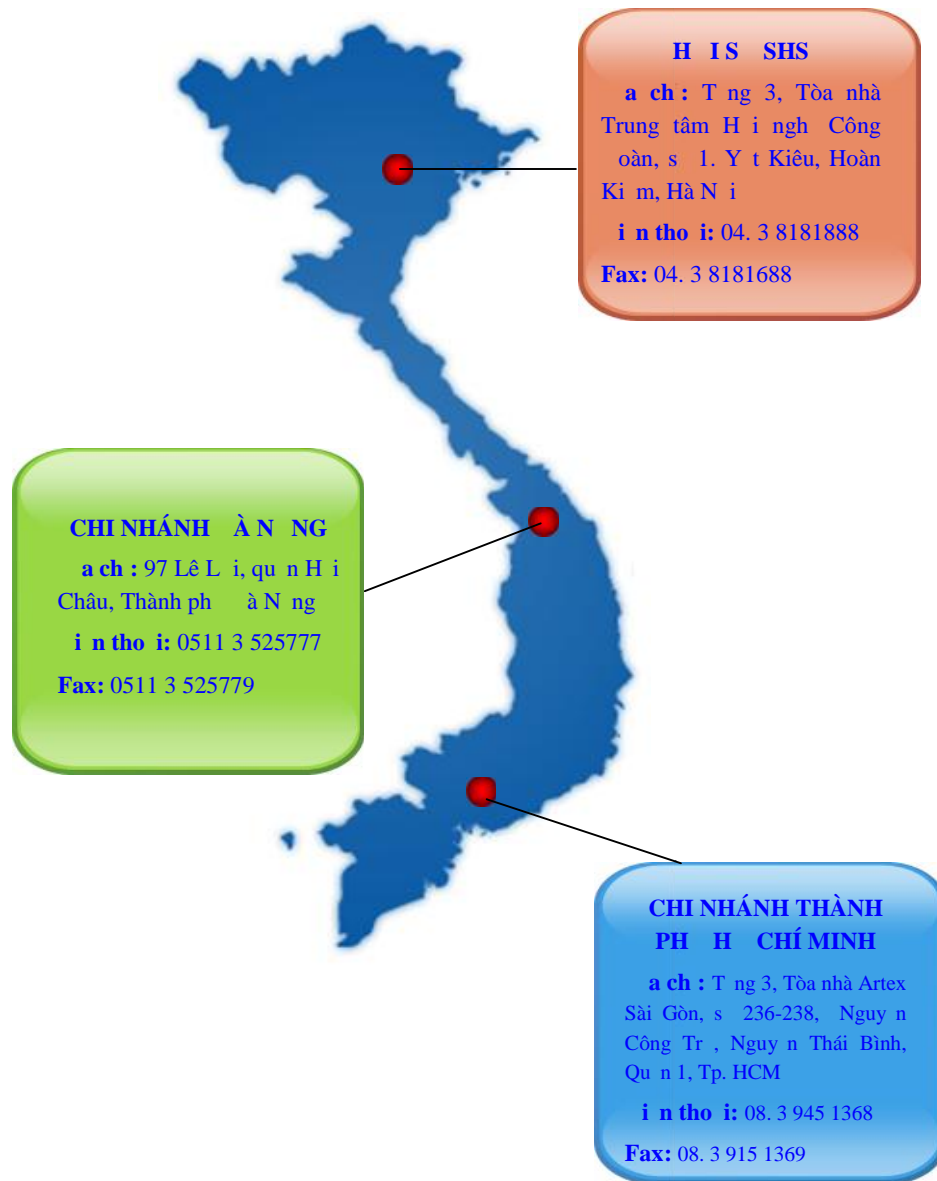 H I S SHS
a ch : T ng 3, Tòa nhà
Trung tâm H i ngh Công
oàn, s 1. Y t Kiêu, Hoàn
Ki m, Hà N i
i n tho i: 04. 3 8181888
Fax: 04. 3 8181688
CHI NHÁNH À N NG
a ch : 97 Lê L i, qu n H i
Châu, Thành ph à N ng
i n tho i: 0511 3 525777
Fax: 0511 3 525779
CHI NHÁNH THÀNH
PH H CHÍ MINH
a ch : T ng 3, Tòa nhà Artex
Sài Gòn, s 236-238, Nguy n
Công Tr , Nguy n Thái Bình,
Qu n 1, Tp. HCM
i n tho i: 08. 3 945 1368
Fax: 08. 3 915 1369